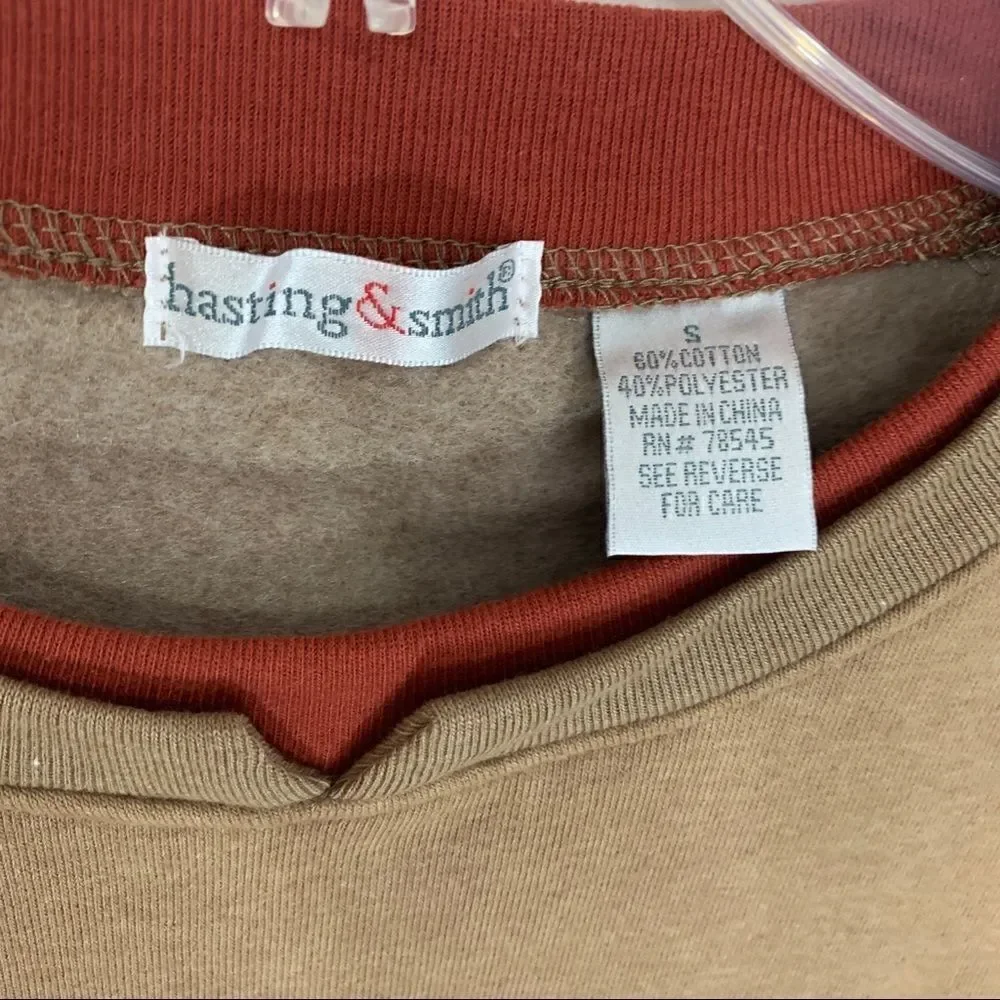 hasting&smith®
S
60%COTTON
40%POLYESTER
MADE IN CHINA
RN# 78545
SEE REVERSE
FOR CARE